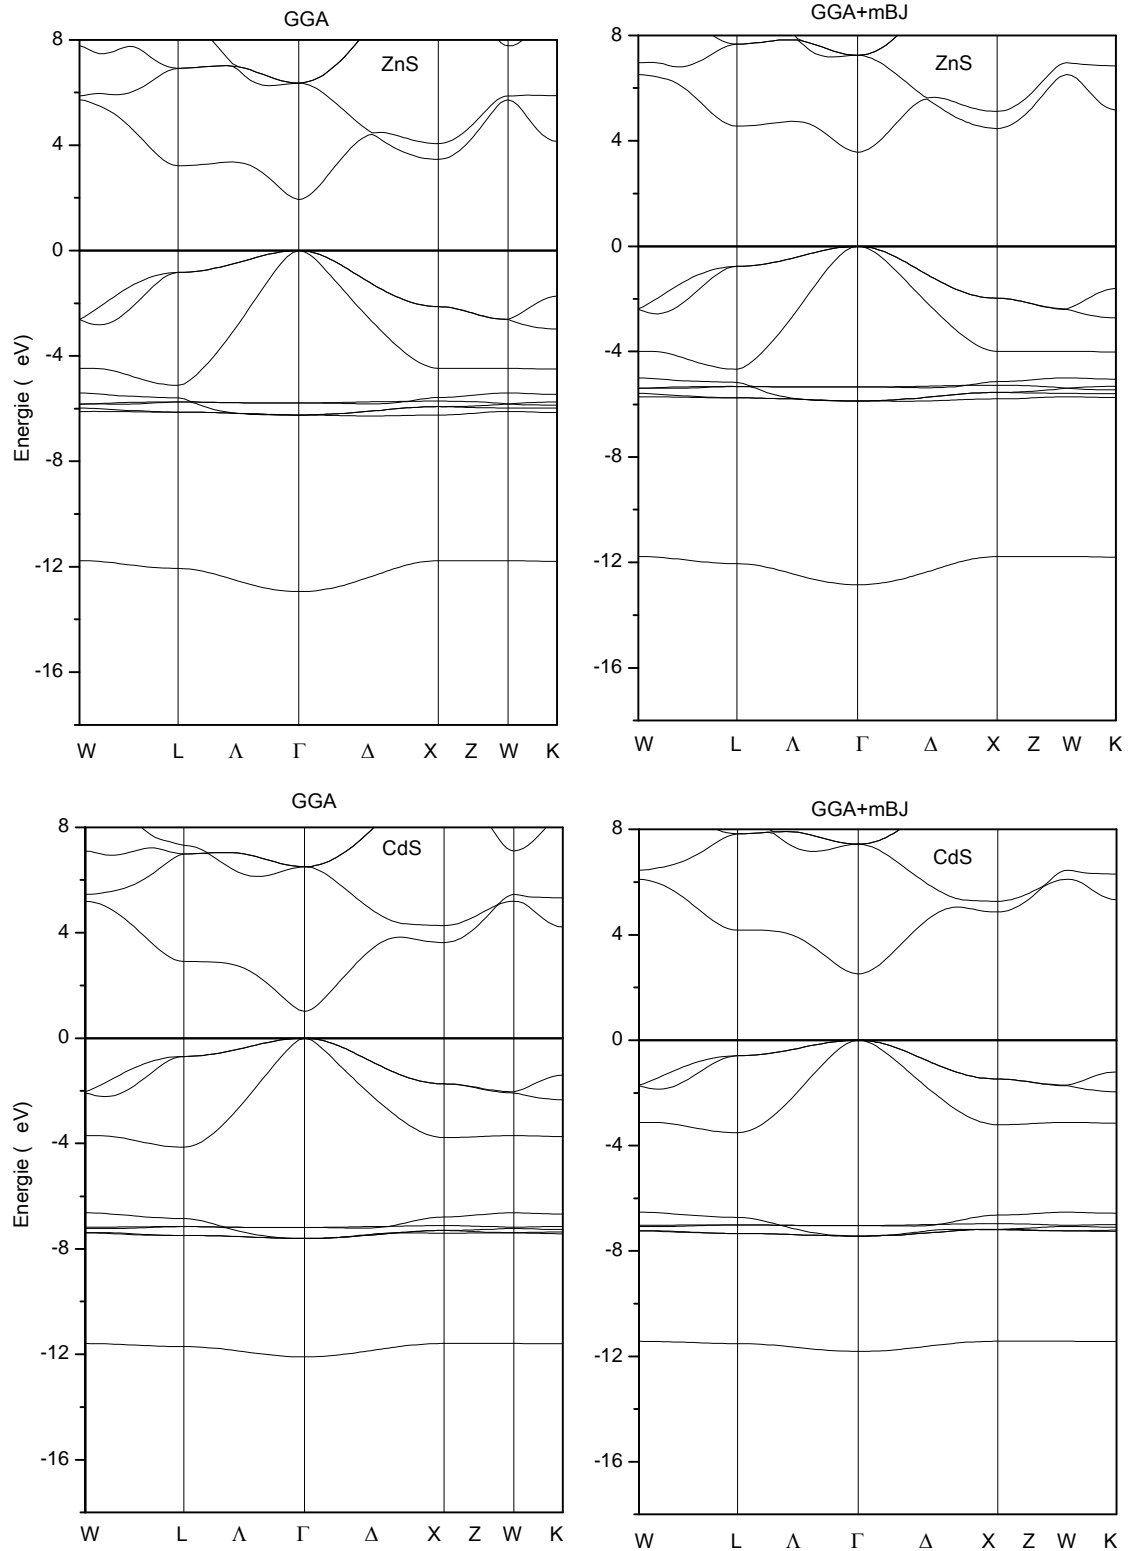 GGA
GGA+mBJ
8
ZnS
4
0
-4
-8
-12
-16
Energie ( eV)
W L Λ Γ Δ X Z W K
8
ZnS
4
0
-4
-8
-12
-16
W L Λ Γ Δ X Z W K
GGA
GGA+mBJ
8
CdS
4
0
-4
-8
-12
-16
Energie ( eV)
W L Λ Γ Δ X Z W K
8
CdS
4
0
-4
-8
-12
-16
W L Λ Γ Δ X Z W K